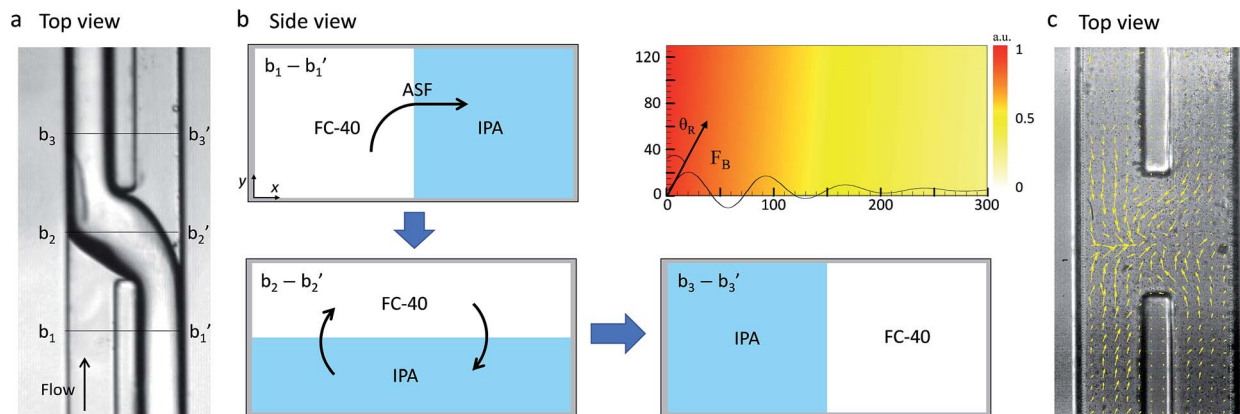 a Top view
b₃
b₃′
b₂
b₂′
b₁
b₁′
Flow
b Side view
b₁ – b₁′
ASF
FC-40
IPA
y
x
b₂ – b₂′
FC-40
IPA
b₃ – b₃′
IPA
FC-40
120
80
40
0
0
100
200
300
θR
FB
a.u.
1
0.5
0
c Top view